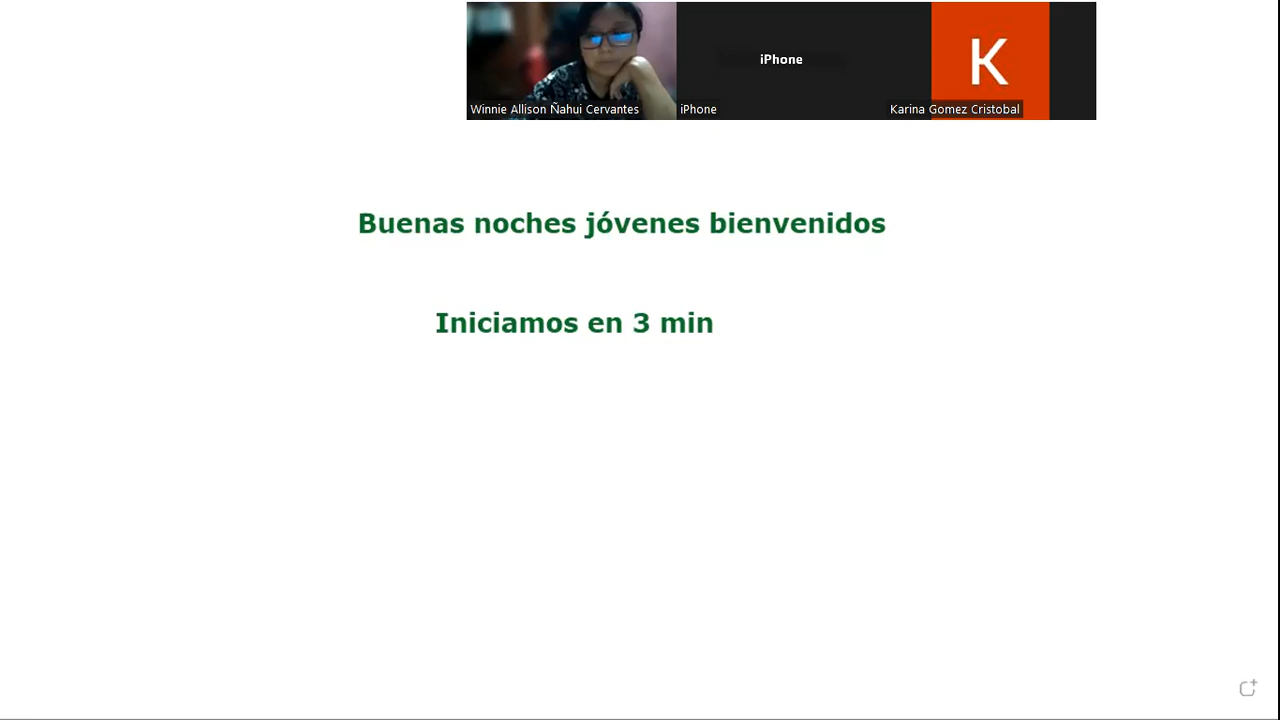 iPhone
K
Winnie Allison Ñahui Cervantes
iPhone
Karina Gomez Cristobal
Buenas noches jóvenes bienvenidos
Iniciamos en 3 min